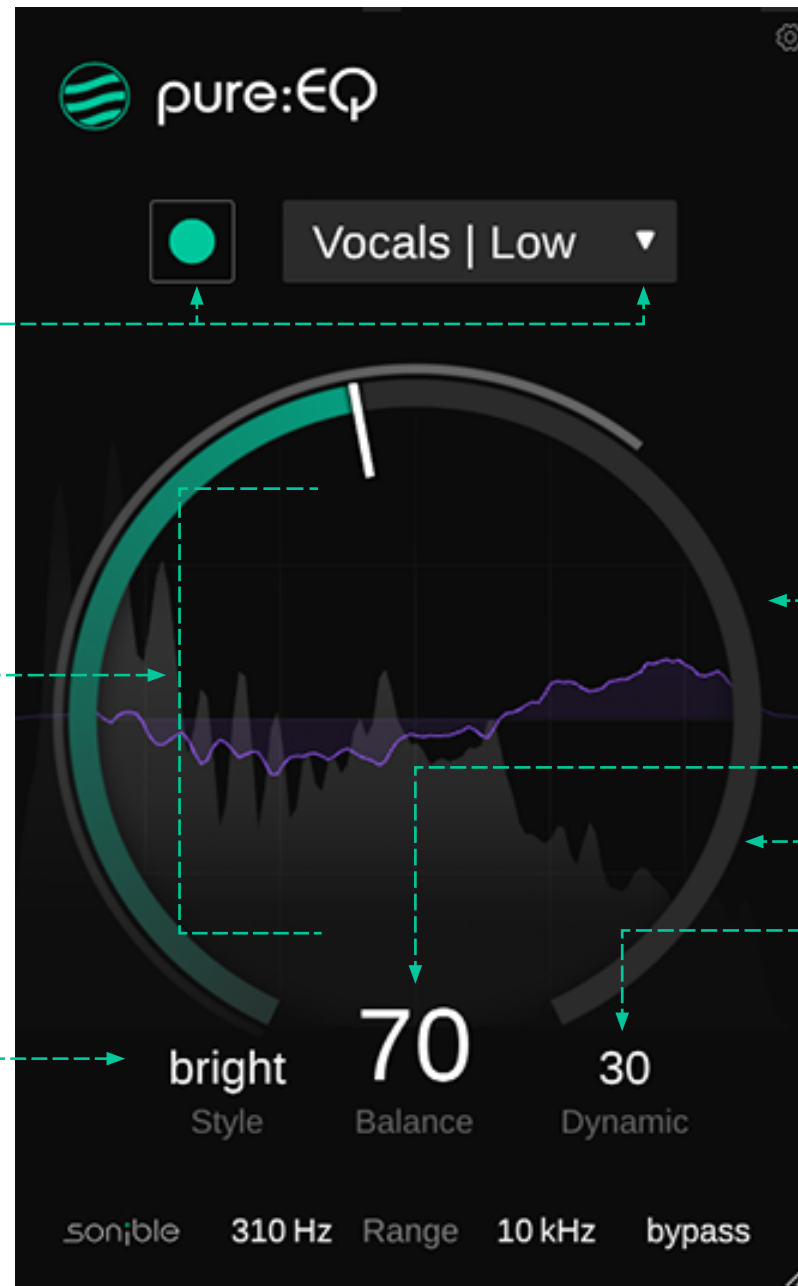 pure:EQ
Vocals | Low
bright 70 30
Style Balance Dynamic
sonible 310 Hz Range 10 kHz bypass